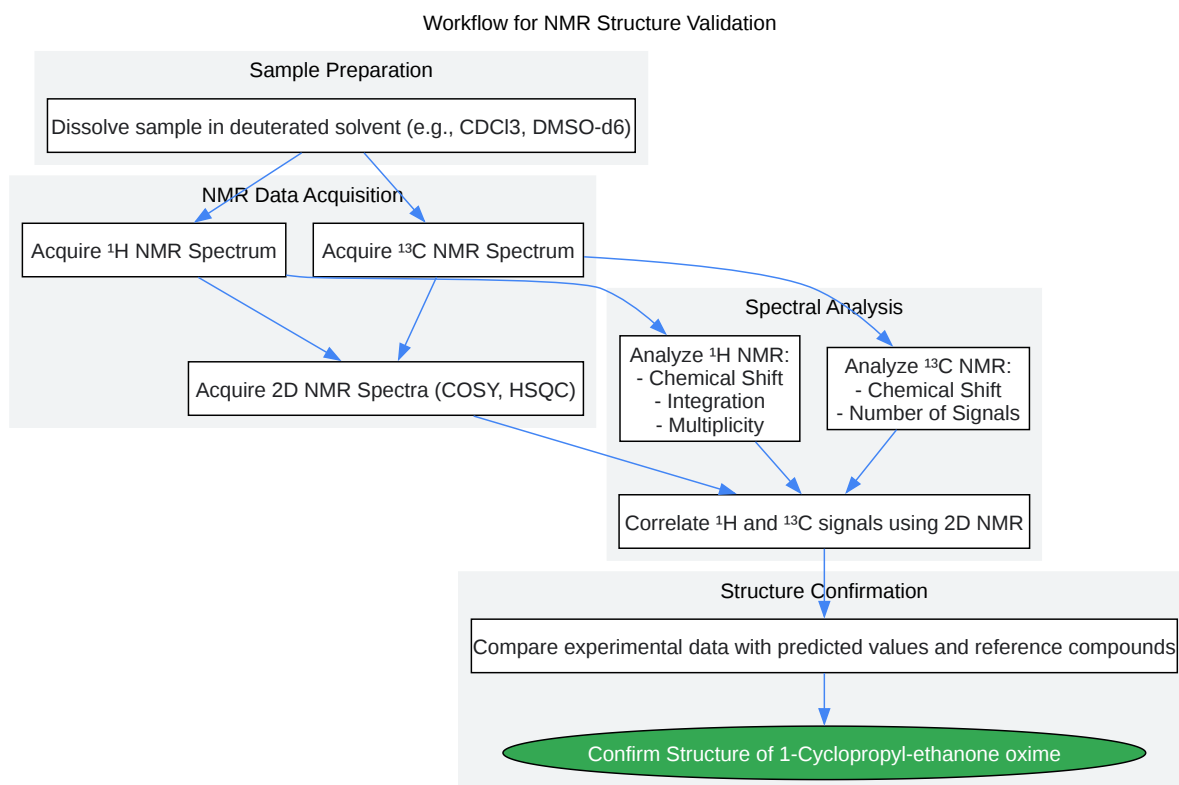 Workflow for NMR Structure Validation
Sample Preparation
Dissolve sample in deuterated solvent (e.g., CDCl3, DMSO-d6)
NMR Data Acquisition
Acquire ¹H NMR Spectrum
Acquire ¹³C NMR Spectrum
Acquire 2D NMR Spectra (COSY, HSQC)
Spectral Analysis
Analyze ¹H NMR:
- Chemical Shift
- Integration
- Multiplicity
Analyze ¹³C NMR:
- Chemical Shift
- Number of Signals
Correlate ¹H and ¹³C signals using 2D NMR
Structure Confirmation
Compare experimental data with predicted values and reference compounds
Confirm Structure of 1-Cyclopropyl-ethanone oxime